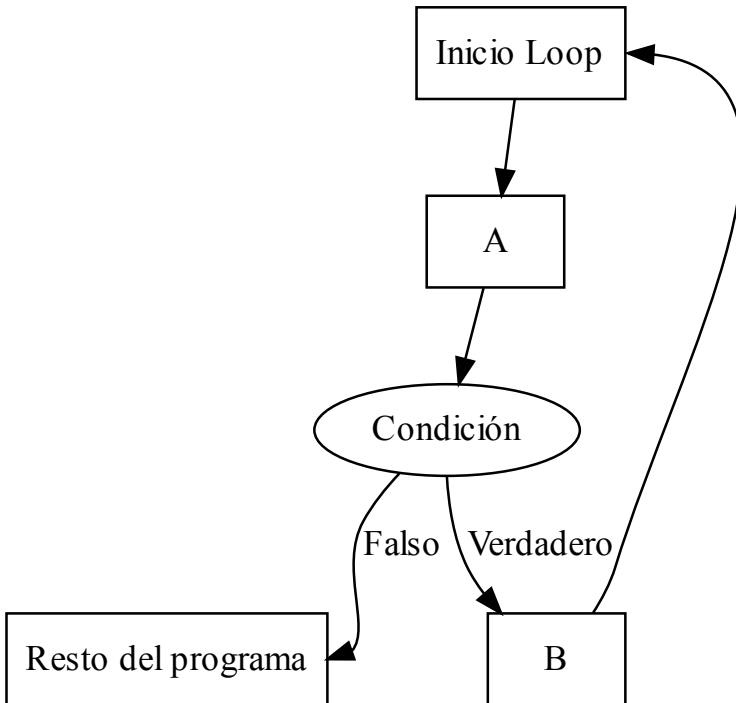 Inicio Loop
A
Condición
Falso
Verdadero
Resto del programa
B